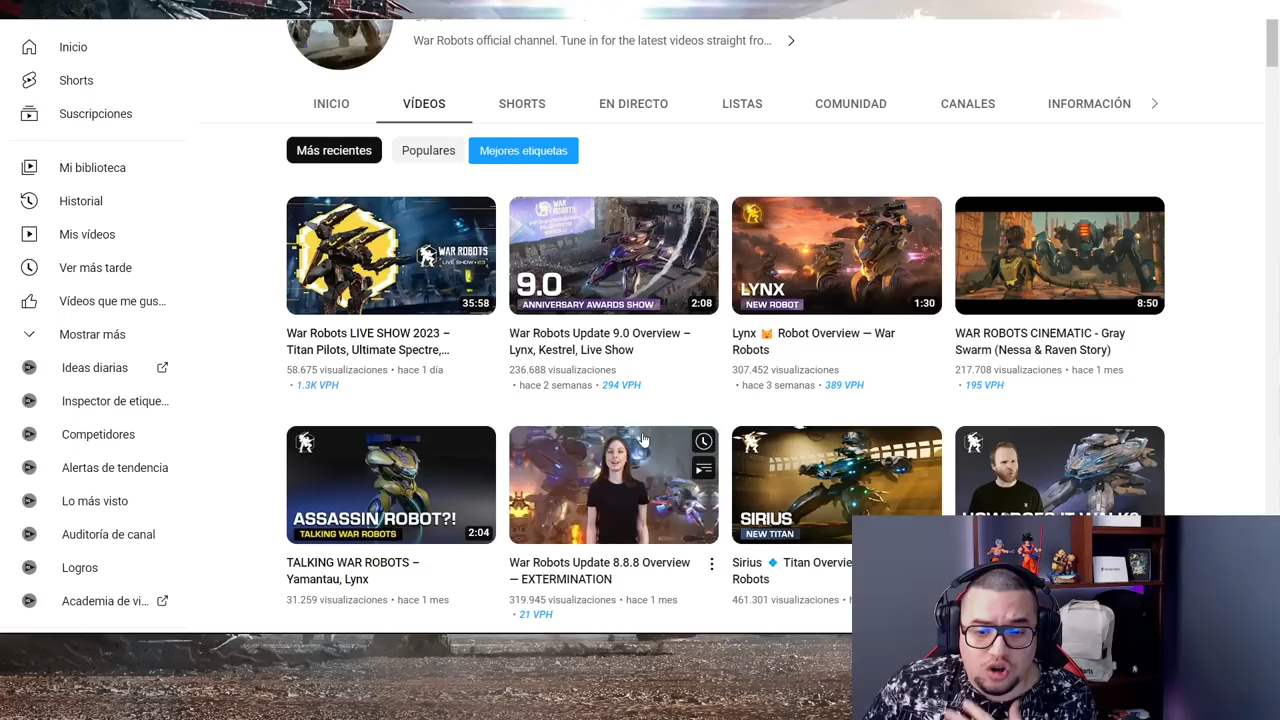 War Robots official channel. Tune in for the latest videos straight fro...
Inicio
Shorts
Suscripciones
Mi biblioteca
Historial
Mis vídeos
Ver más tarde
Vídeos que me gus...
Mostrar más
Ideas diarias
Inspector de etique...
Competidores
Alertas de tendencia
Lo más visto
Auditoría de canal
Logros
Academia de vi...
INICIO VÍDEOS SHORTS EN DIRECTO LISTAS COMUNIDAD CANALES INFORMACIÓN
Más recientes Populares Mejores etiquetas
WAR ROBOTS
LIVE SHOW 23
35:58
War Robots LIVE SHOW 2023 –
Titan Pilots, Ultimate Spectre,...
58.675 visualizaciones • hace 1 día
• 1.3K VPH
WAR
ROBOTS
9.0
ANNIVERSARY AWARDS SHOW
2:08
War Robots Update 9.0 Overview –
Lynx, Kestrel, Live Show
236.688 visualizaciones
• hace 2 semanas • 294 VPH
LYNX
NEW ROBOT
1:30
Lynx 🐱 Robot Overview — War
Robots
307.452 visualizaciones
• hace 3 semanas • 389 VPH
8:50
WAR ROBOTS CINEMATIC - Gray
Swarm (Nessa & Raven Story)
217.708 visualizaciones • hace 1 mes
• 195 VPH
ASSASSIN ROBOT?!
TALKING WAR ROBOTS
2:04
TALKING WAR ROBOTS –
Yamantau, Lynx
31.259 visualizaciones • hace 1 mes
War Robots Update 8.8.8 Overview
— EXTERMINATION
319.945 visualizaciones • hace 1 mes
• 21 VPH
SIRIUS
NEW TITAN
Sirius 🔹 Titan Overvie
Robots
461.301 visualizaciones • h